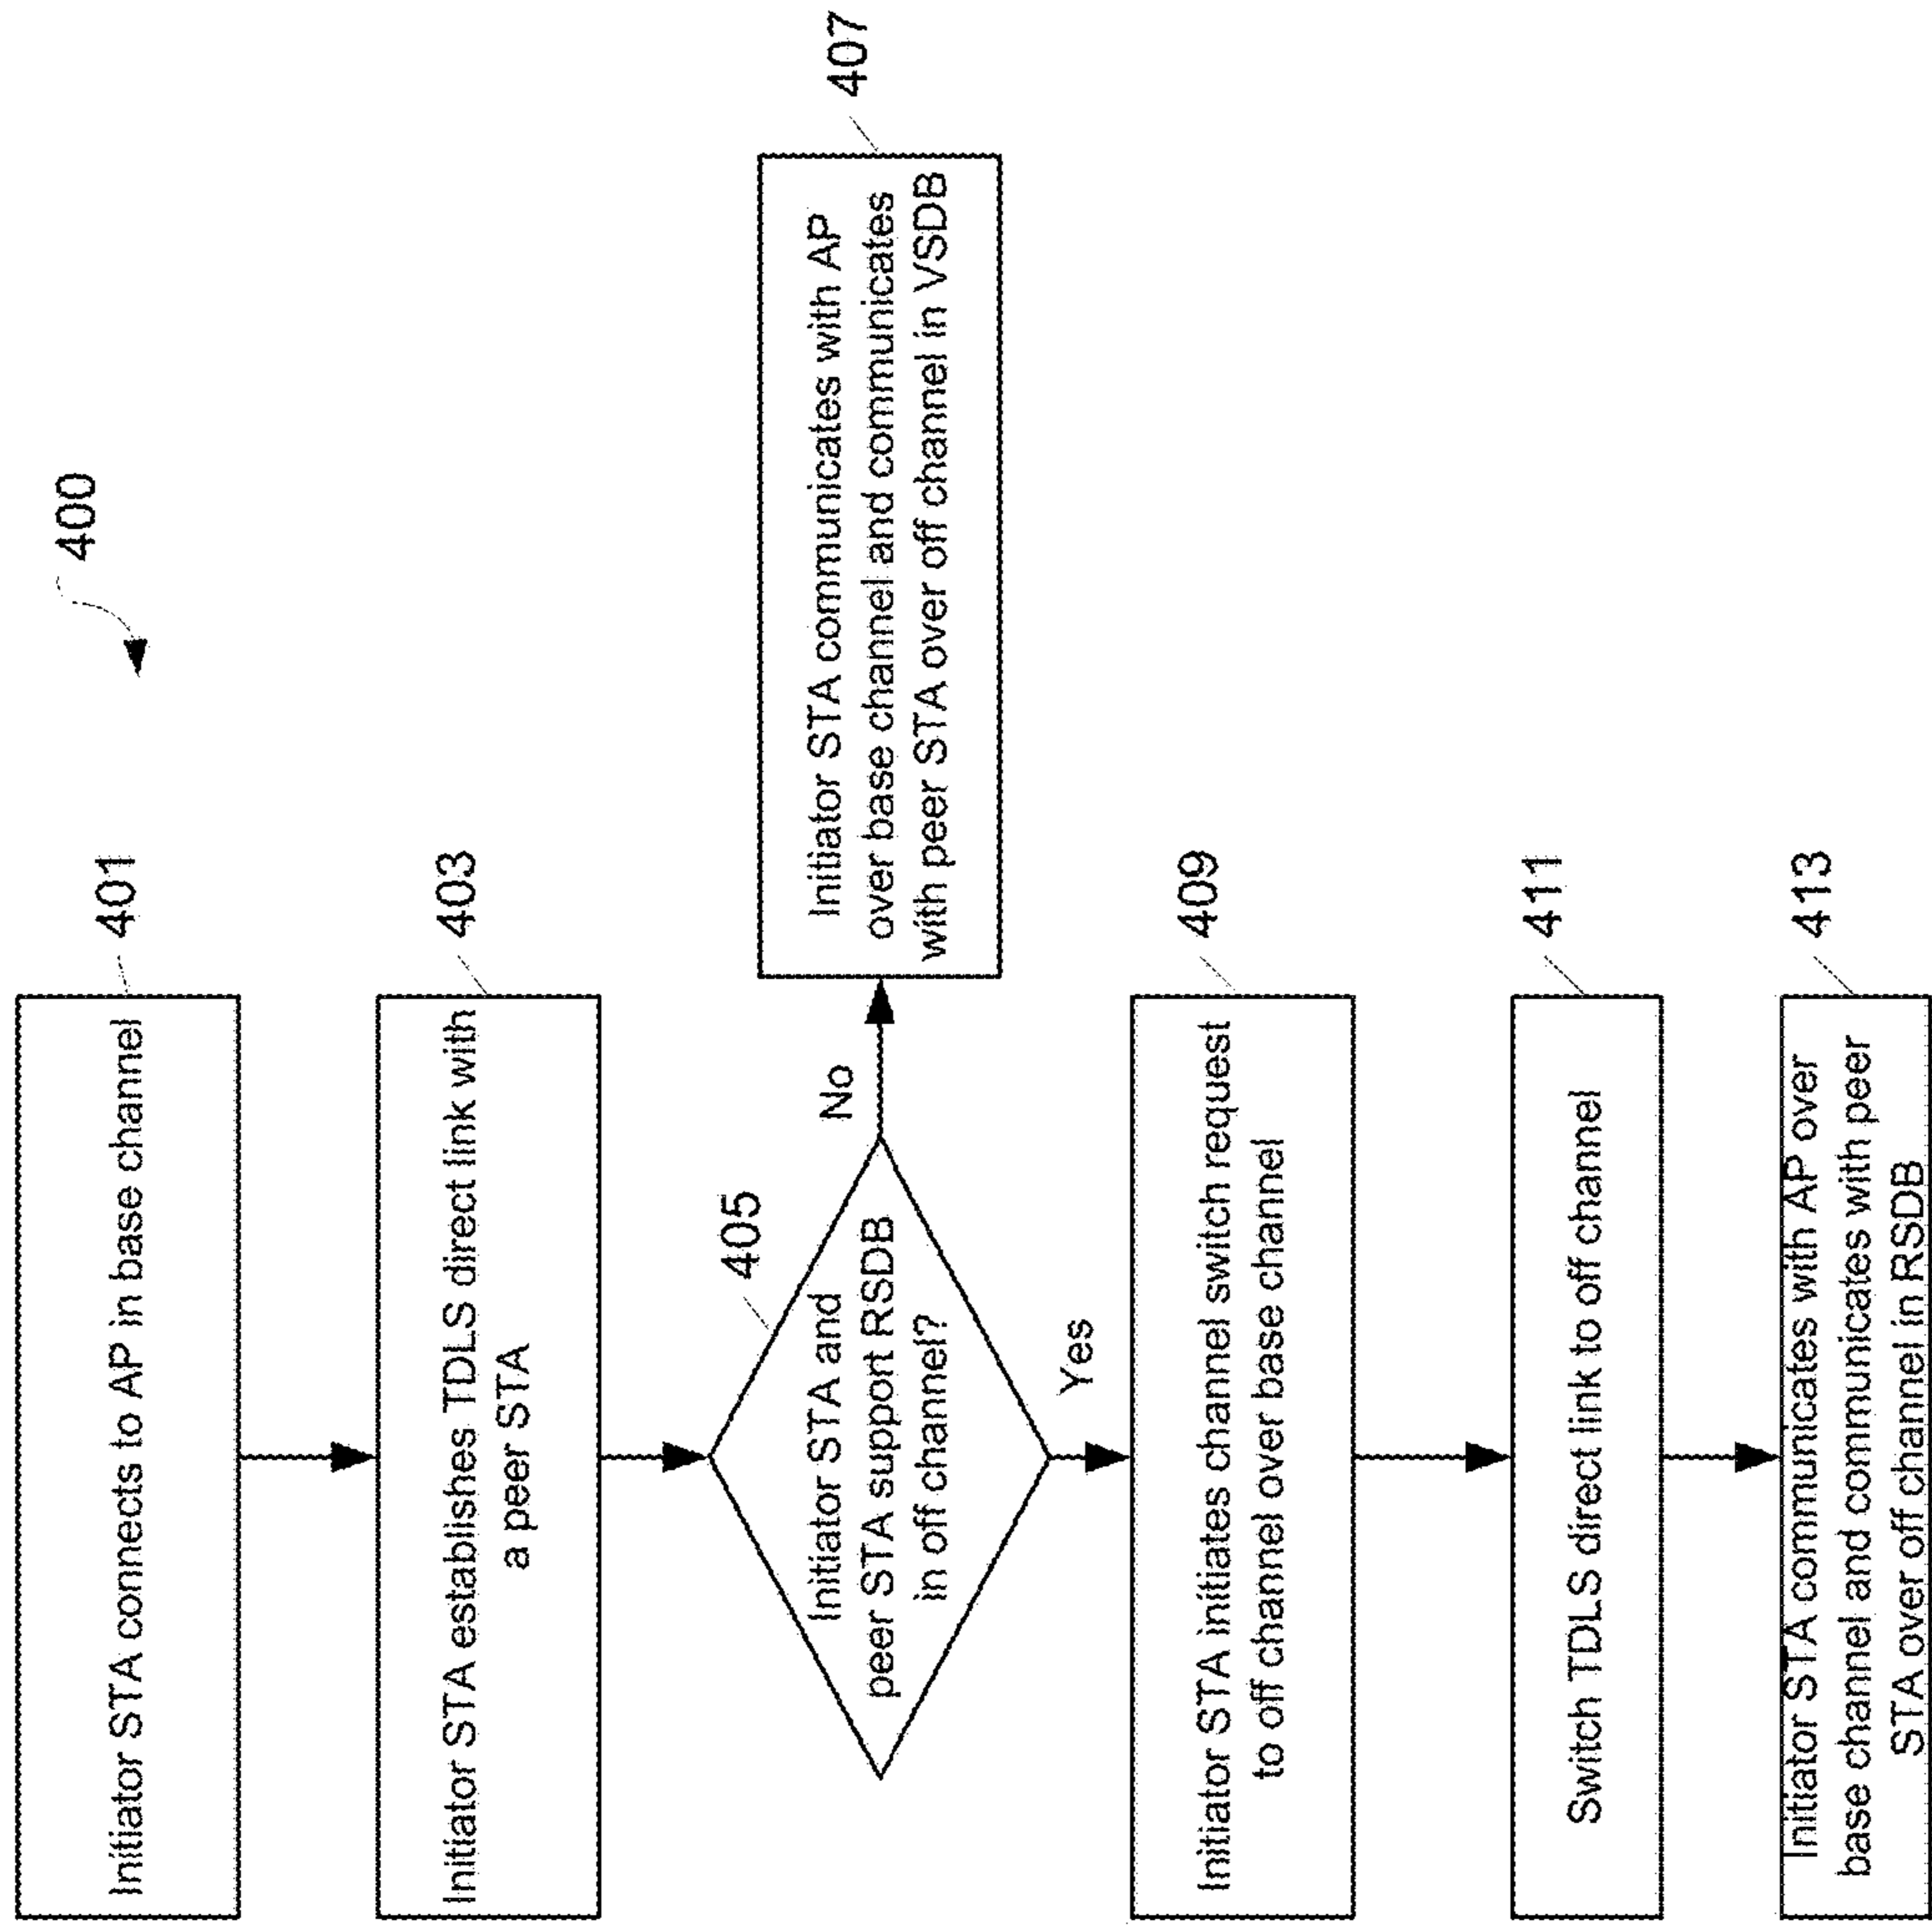 400
401
Initiator STA connects to AP in base channel
403
Initiator STA establishes TDLS direct link with
a peer STA
405
Initiator STA and
peer STA support RSDB
in off channel?
No
407
Initiator STA communicates with AP
over base channel and communicates
with peer STA over off channel in VSDB
Yes
409
Initiator STA initiates channel switch request
to off channel over base channel
411
Switch TDLS direct link to off channel
413
Initiator STA communicates with AP over
base channel and communicates with peer
STA over off channel in RSDB